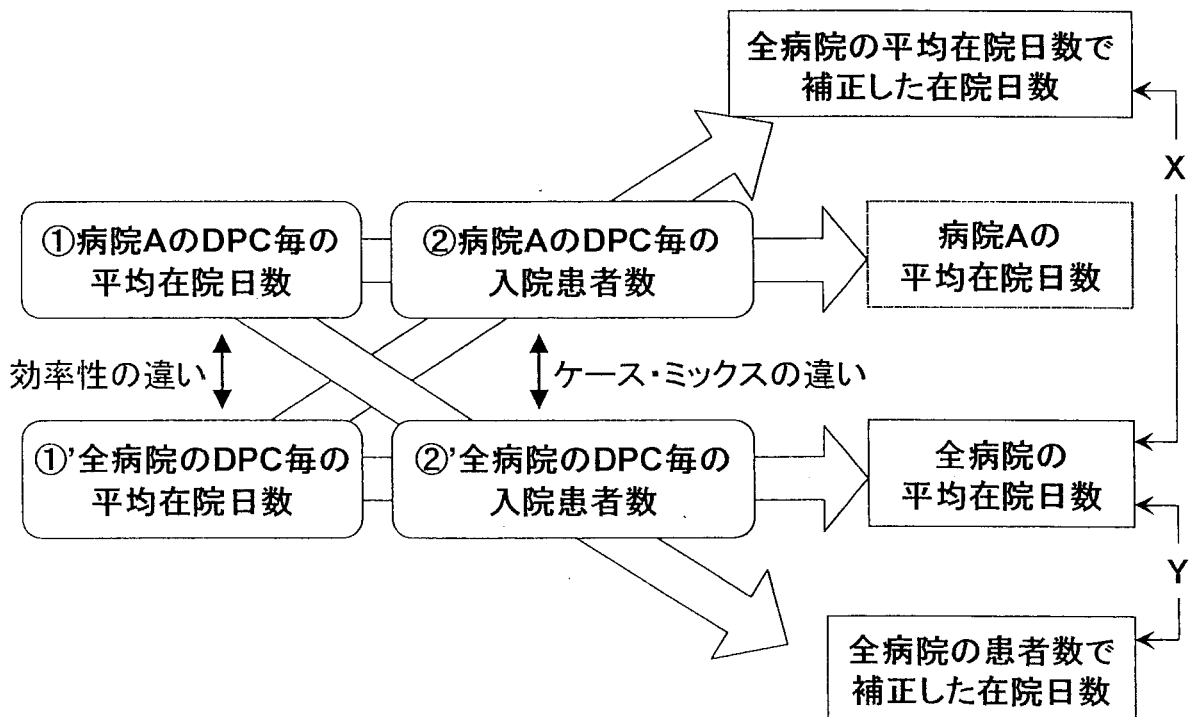 全病院の平均在院日数で
補正した在院日数
X
①病院AのDPC毎の
平均在院日数
②病院AのDPC毎の
入院患者数
病院Aの
平均在院日数
効率性の違い
ケース・ミックスの違い
①'全病院のDPC毎の
平均在院日数
②'全病院のDPC毎の
入院患者数
全病院の
平均在院日数
Y
全病院の患者数で
補正した在院日数